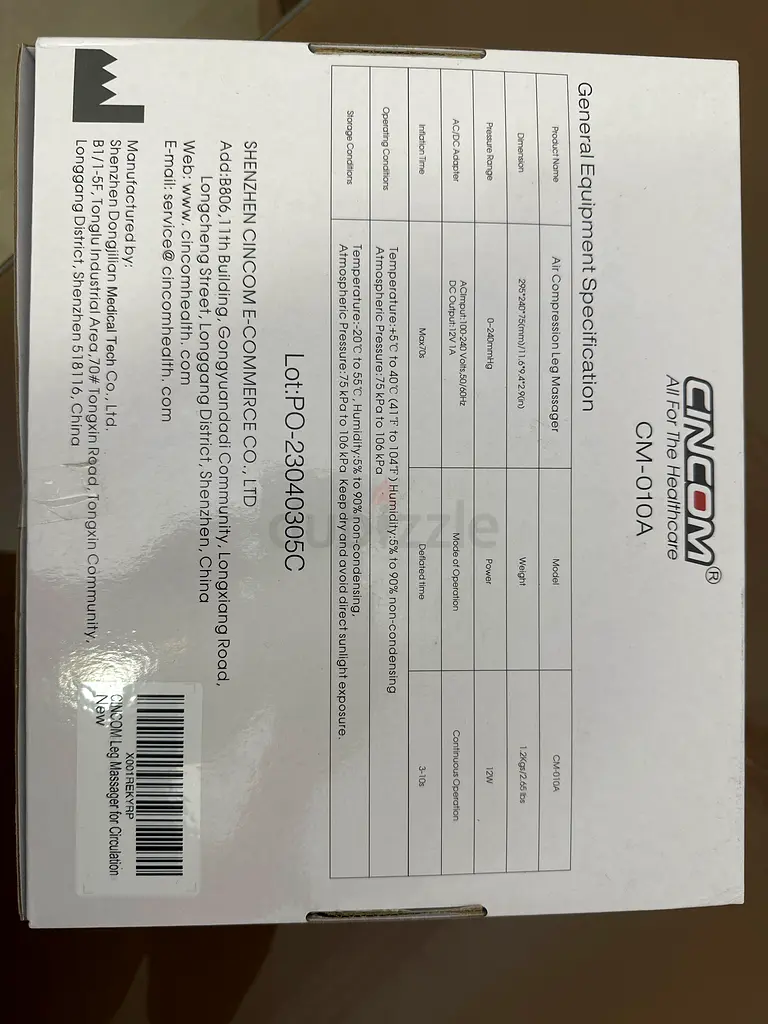 CINCOM®
All For The Healthcare
CM-010A
General Equipment Specification
Product Name Air Compression Leg Massager Model CM-010A
Dimension 295*240*75(mm)/11.6*9.4*2.9(in) Weight 1.2Kgs/2.65 lbs
Pressure Range 0-240mmHg Power 12W
AC/DC Adapter AC Input:100-240 Volts.50/60Hz
DC Output:12V 1A Mode of Operation Continuous Operation
Inflation Time Max70s Deflated time 3-10s
Operating Conditions Temperature:+5℃ to 40℃ (41℉ to 104℉) Humidity:5% to 90% non-condensing
Atmospheric Pressure:75 kPa to 106 kPa
Storage Conditions Temperature:-20℃ to 55℃, Humidity:5% to 90% non-condensing,
Atmospheric Pressure:75 kPa to 106 kPa Keep dry and avoid direct sunlight exposure.
dubizzle
Lot:PO-23040305C
SHENZHEN CINCOM E-COMMERCE CO., LTD
Add:B806,11th Building, Gongyuandadi Community, Longxiang Road,
Longcheng Street, Longgang District, Shenzhen, China
Web: www. cincomhealth. com
E-mail: service@ cincomhealth. com
Manufactured by:
Shenzhen Dongjilian Medical Tech Co., Ltd.
B1/1-5F, Tonglu Industrial Area,70# Tongxin Road, Tongxin Community,
Longgang District, Shenzhen 518116, China
X001REKYRP
CINCOM Leg Massager for Circulation
New